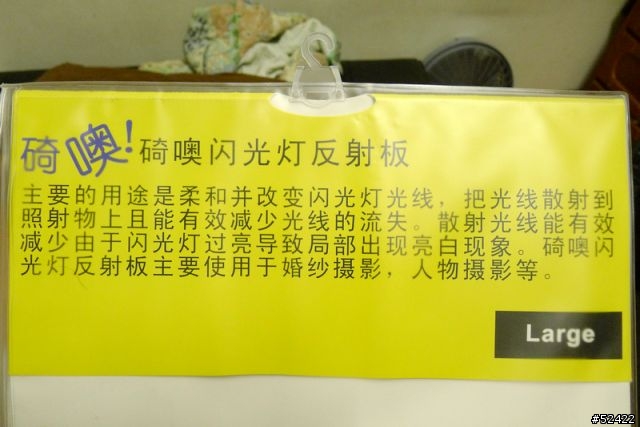 碕噢! 碕噢闪光灯反射板
主要的用途是柔和并改变闪光灯光线，把光线散射到
照射物上且能有效减少光线的流失。散射光线能有效
减少由于闪光灯过亮导致局部出现亮白现象。碕噢闪
光灯反射板主要使用于婚纱摄影，人物摄影等。
Large
#52422